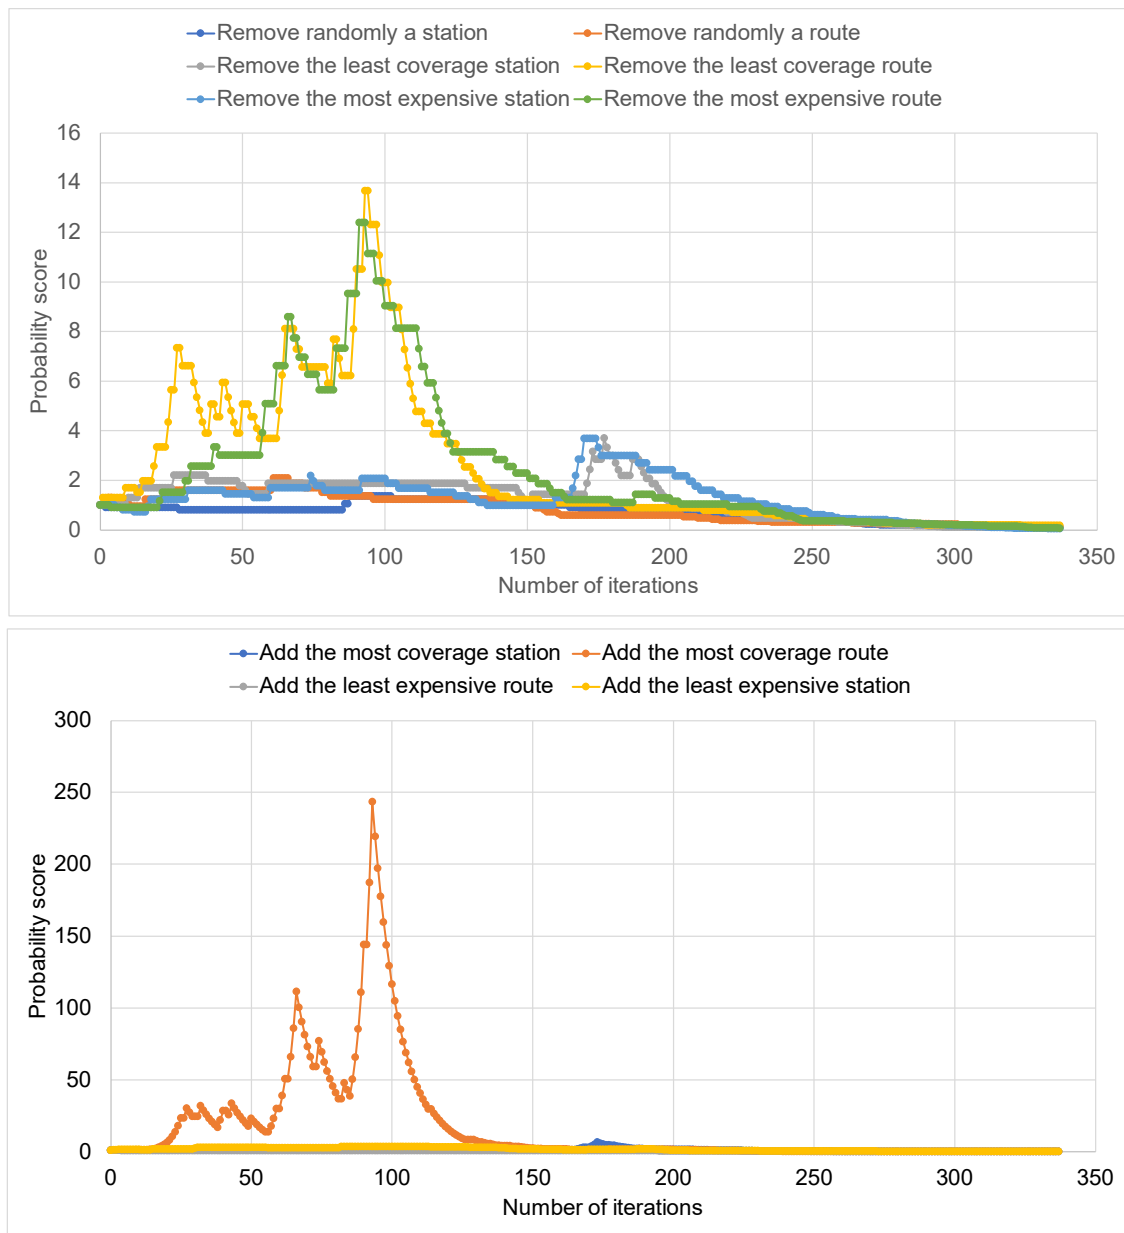 Remove randomly a station Remove randomly a route
Remove the least coverage station Remove the least coverage route
Remove the most expensive station Remove the most expensive route
16
14
12
10
8
6
4
2
0
Probability score
0 50 100 150 200 250 300 350
Number of iterations
Add the most coverage station Add the most coverage route
Add the least expensive route Add the least expensive station
300
250
200
150
100
50
0
Probability score
0 50 100 150 200 250 300 350
Number of iterations